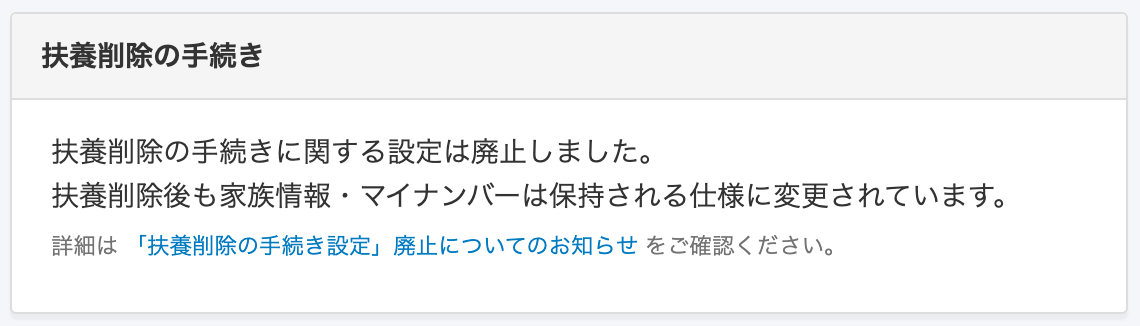 扶養削除の手続き
扶養削除の手続きに関する設定は廃止しました。
扶養削除後も家族情報・マイナンバーは保持される仕様に変更されています。
詳細は 「扶養削除の手続き設定」廃止についてのお知らせ をご確認ください。